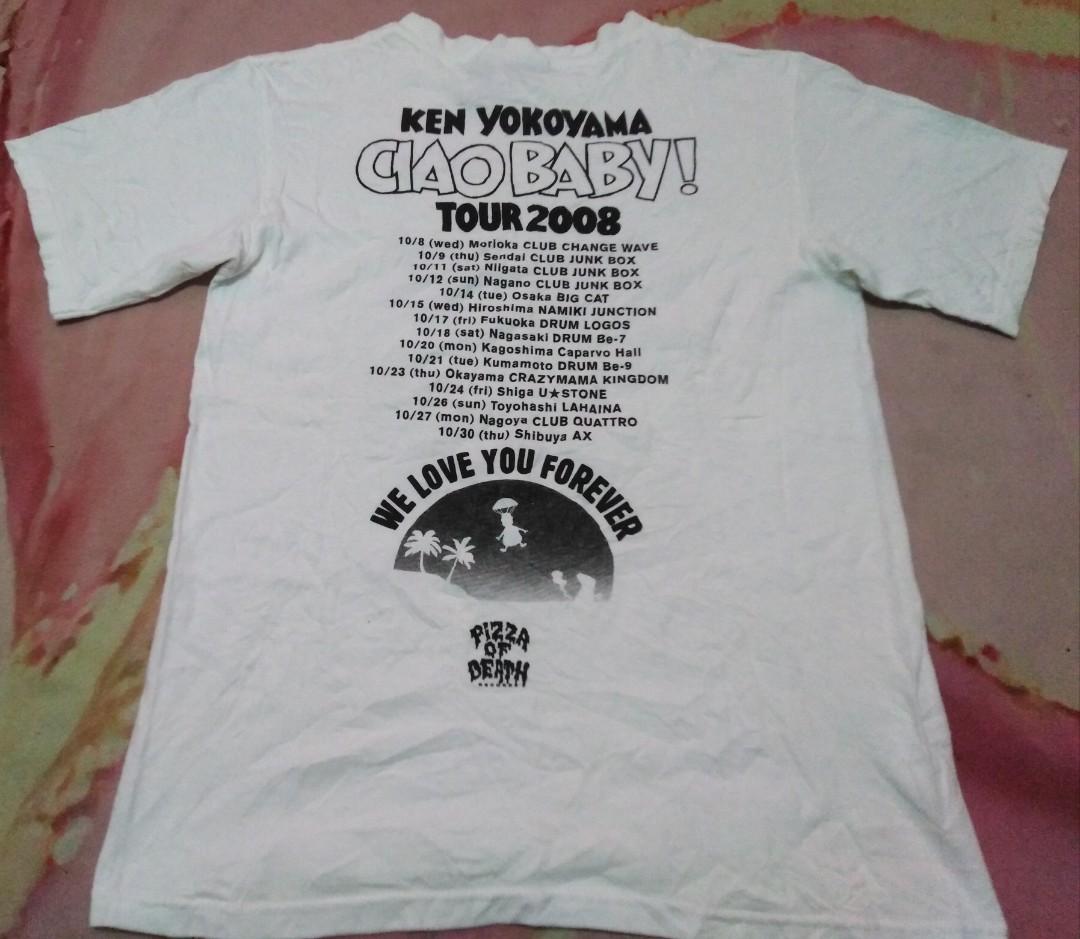 KEN YOKOYAMA
CIAO BABY!
TOUR 2008
10/8 (wed) Morioka CLUB CHANGE WAVE
10/9 (thu) Sendai CLUB JUNK BOX
10/11 (sat) Niigata CLUB JUNK BOX
10/12 (sun) Nagano CLUB JUNK BOX
10/14 (tue) Osaka BIG CAT
10/15 (wed) Hiroshima NAMIKI JUNCTION
10/17 (fri) Fukuoka DRUM LOGOS
10/18 (sat) Nagasaki DRUM Be-7
10/20 (mon) Kagoshima Caparvo Hall
10/21 (tue) Kumamoto DRUM Be-9
10/23 (thu) Okayama CRAZYMAMA KINGDOM
10/24 (fri) Shiga U★STONE
10/26 (sun) Toyohashi LAHAINA
10/27 (mon) Nagoya CLUB QUATTRO
10/30 (thu) Shibuya AX
WE LOVE YOU FOREVER
PIZZA
OF
DEATH